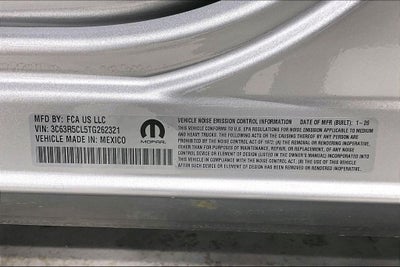 MFD BY: FCA US LLC
VIN: 3C63R5CL5TG262321
VEHICLE MADE IN: MEXICO
MOPAR
VEHICLE NOISE EMISSION CONTROL INFORMATION DATE OF MFR (BUILT): 1-26
THIS VEHICLE CONFORMS TO U.S. EPA REGULATIONS FOR NOISE EMISSION APPLICABLE TO MEDIUM
AND HEAVY TRUCKS. THE FOLLOWING ACTS OR THE CAUSING THEREOF BY ANY PERSON ARE PROHIBITED
BY THE NOISE CONTROL ACT OF 1972: (A) THE REMOVAL OR RENDERING INOPERATIVE,
OTHER THAN FOR PURPOSES OF MAINTENANCE, REPAIR, OR REPLACEMENT, OF ANY NOISE CONTROL
DEVICE OR ELEMENT OF DESIGN (LISTED IN THE OWNER'S MANUAL) INCORPORATED INTO THIS
VEHICLE IN COMPLIANCE WITH THE NOISE CONTROL ACT; (B) THE USE OF THIS VEHICLE
AFTER SUCH DEVICE OR ELEMENT OF DESIGN HAS BEEN REMOVED OR RENDERED INOPERATIVE.